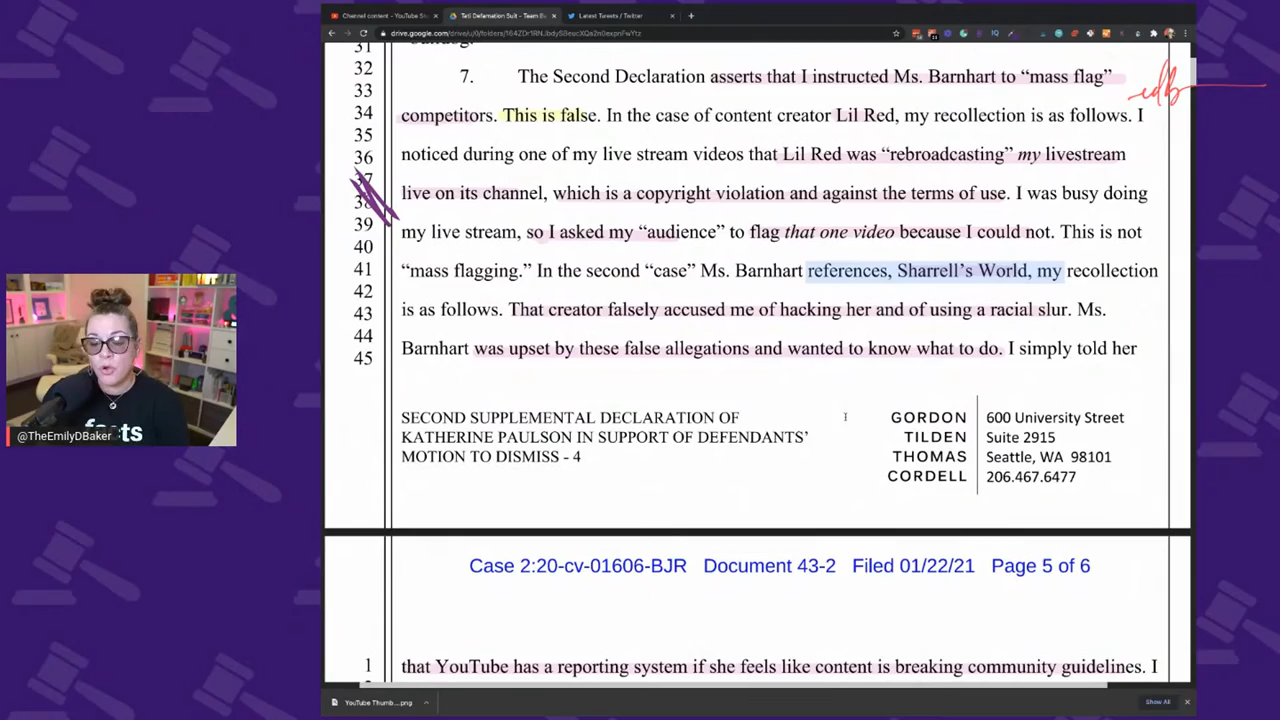 Channel content - YouTube St
Teti Defamation Suit - Team B
Latest Tweets / Twitter
31
32
7. The Second Declaration asserts that I instructed Ms. Barnhart to “mass flag”
33
34
competitors. This is false. In the case of content creator Lil Red, my recollection is as follows. I
35
36
noticed during one of my live stream videos that Lil Red was “rebroadcasting” my livestream
37
live on its channel, which is a copyright violation and against the terms of use. I was busy doing
38
39
my live stream, so I asked my “audience” to flag that one video because I could not. This is not
40
41
“mass flagging.” In the second “case” Ms. Barnhart references, Sharrell’s World, my recollection
42
43
is as follows. That creator falsely accused me of hacking her and of using a racial slur. Ms.
44
Barnhart was upset by these false allegations and wanted to know what to do. I simply told her
45
edb
SECOND SUPPLEMENTAL DECLARATION OF
KATHERINE PAULSON IN SUPPORT OF DEFENDANTS’
MOTION TO DISMISS - 4
GORDON
TILDEN
THOMAS
CORDELL
600 University Street
Suite 2915
Seattle, WA 98101
206.467.6477
Case 2:20-cv-01606-BJR Document 43-2 Filed 01/22/21 Page 5 of 6
1
that YouTube has a reporting system if she feels like content is breaking community guidelines. I
facts
@TheEmilyDBaker
YouTube Thumb....png
Show All